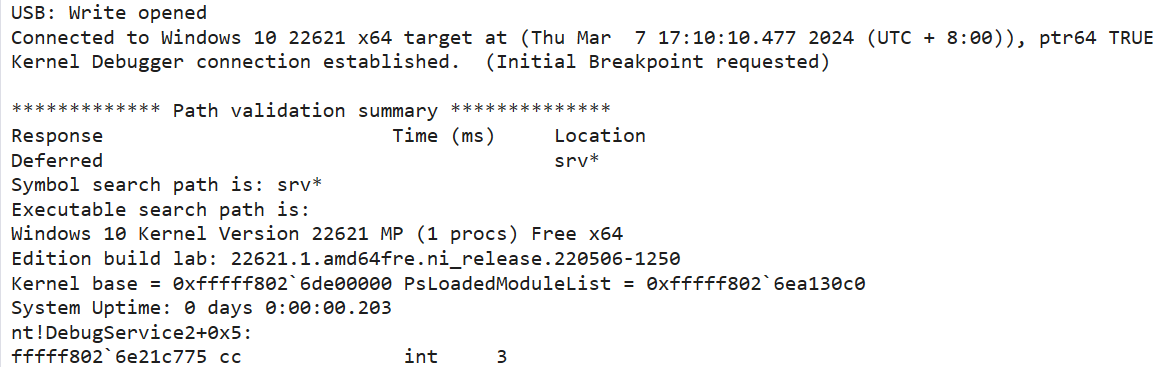 USB: Write opened
Connected to Windows 10 22621 x64 target at (Thu Mar  7 17:10:10.477 2024 (UTC + 8:00)), ptr64 TRUE
Kernel Debugger connection established.  (Initial Breakpoint requested)

************* Path validation summary **************
Response                         Time (ms)     Location
Deferred                                       srv*
Symbol search path is: srv*
Executable search path is:
Windows 10 Kernel Version 22621 MP (1 procs) Free x64
Edition build lab: 22621.1.amd64fre.ni_release.220506-1250
Kernel base = 0xfffff802`6de00000 PsLoadedModuleList = 0xfffff802`6ea130c0
System Uptime: 0 days 0:00:00.203
nt!DebugService2+0x5:
fffff802`6e21c775 cc              int     3